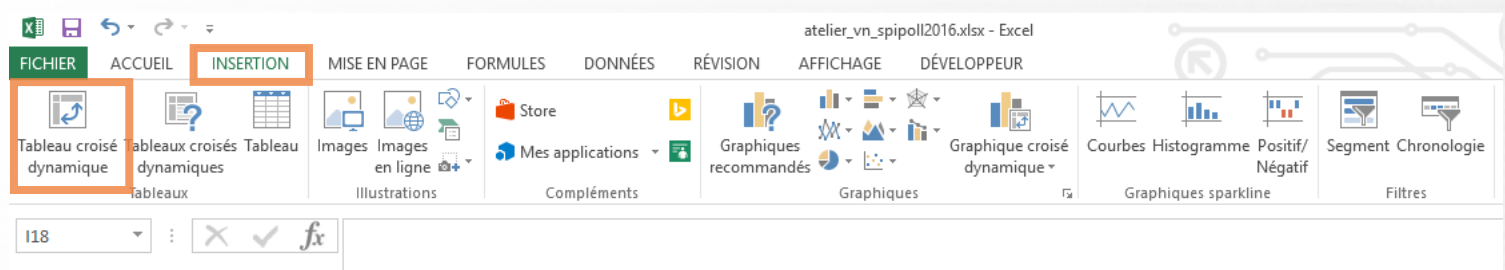 atelier_vn_spipoll2016.xlsx - Excel
FICHIER ACCUEIL INSERTION MISE EN PAGE FORMULES DONNÉES RÉVISION AFFICHAGE DÉVELOPPEUR
Tableau croisé dynamique
Tableaux croisés dynamiques
Tableau
Tableaux
Images
Images en ligne
Illustrations
Store
Mes applications
Compléments
Graphiques recommandés
Graphique croisé dynamique
Graphiques
Courbes
Histogramme
Positif/ Négatif
Graphiques sparkline
Segment
Chronologie
Filtres
I18
fx